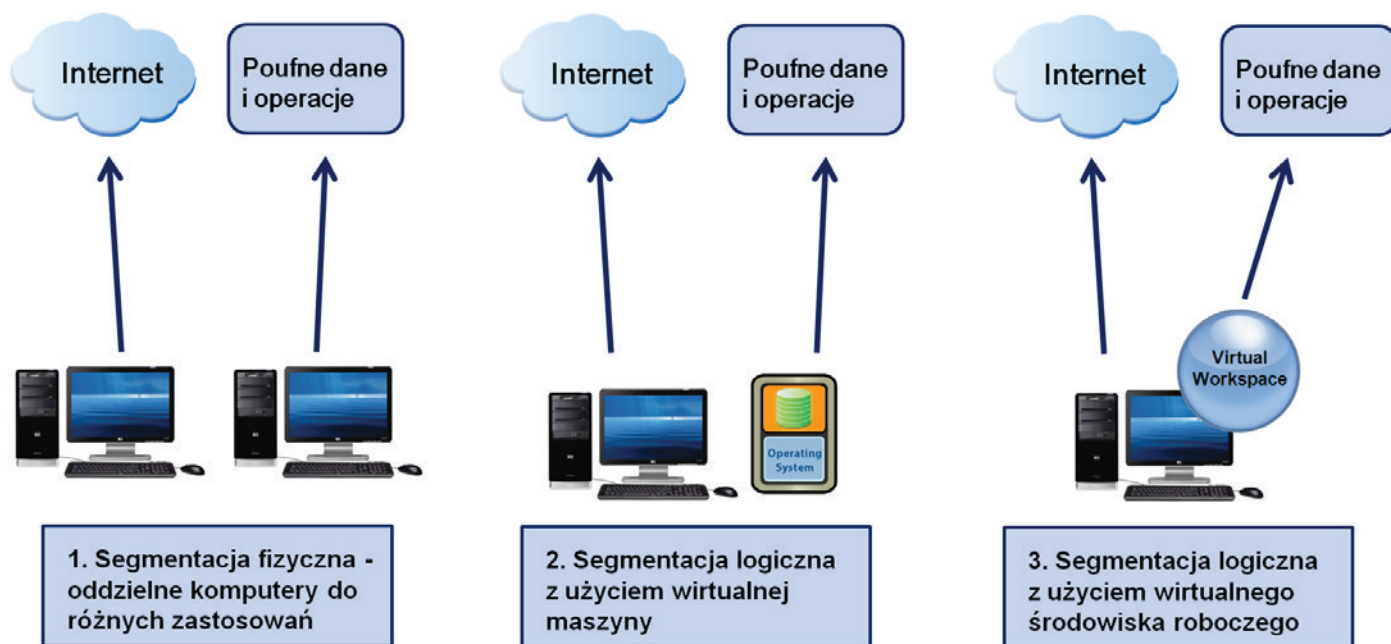 Internet
Poufne dane
i operacje
1. Segmentacja fizyczna -
oddzielne komputery do
różnych zastosowań
Internet
Poufne dane
i operacje
Operating
System
2. Segmentacja logiczna
z użyciem wirtualnej
maszyny
Internet
Poufne dane
i operacje
Virtual
Workspace
3. Segmentacja logiczna
z użyciem wirtualnego
środowiska roboczego